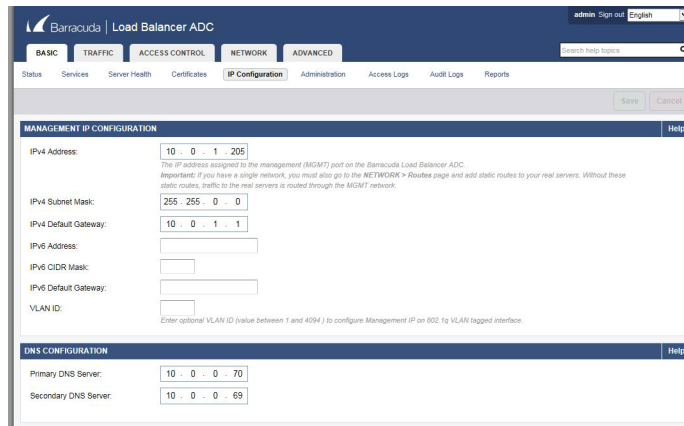 admin Sign out English
Barracuda | Load Balancer ADC
BASIC TRAFFIC ACCESS CONTROL NETWORK ADVANCED
Search help topics
Status Services Server Health Certificates IP Configuration Administration Access Logs Audit Logs Reports
Save Cancel
MANAGEMENT IP CONFIGURATION Help
IPv4 Address: 10 . 0 . 1 . 205
The IP address assigned to the management (MGMT) port on the Barracuda Load Balancer ADC.
Important: If you have a single network, you must also go to the NETWORK > Routes page and add static routes to your real servers. Without these
static routes, traffic to the real servers is routed through the MGMT network.
IPv4 Subnet Mask: 255 . 255 . 0 . 0
IPv4 Default Gateway: 10 . 0 . 1 . 1
IPv6 Address:
IPv6 CIDR Mask:
IPv6 Default Gateway:
VLAN ID:
Enter optional VLAN ID (value between 1 and 4094.) to configure Management IP on 802.1q VLAN tagged interface.
DNS CONFIGURATION Help
Primary DNS Server: 10 . 0 . 0 . 70
Secondary DNS Server: 10 . 0 . 0 . 69